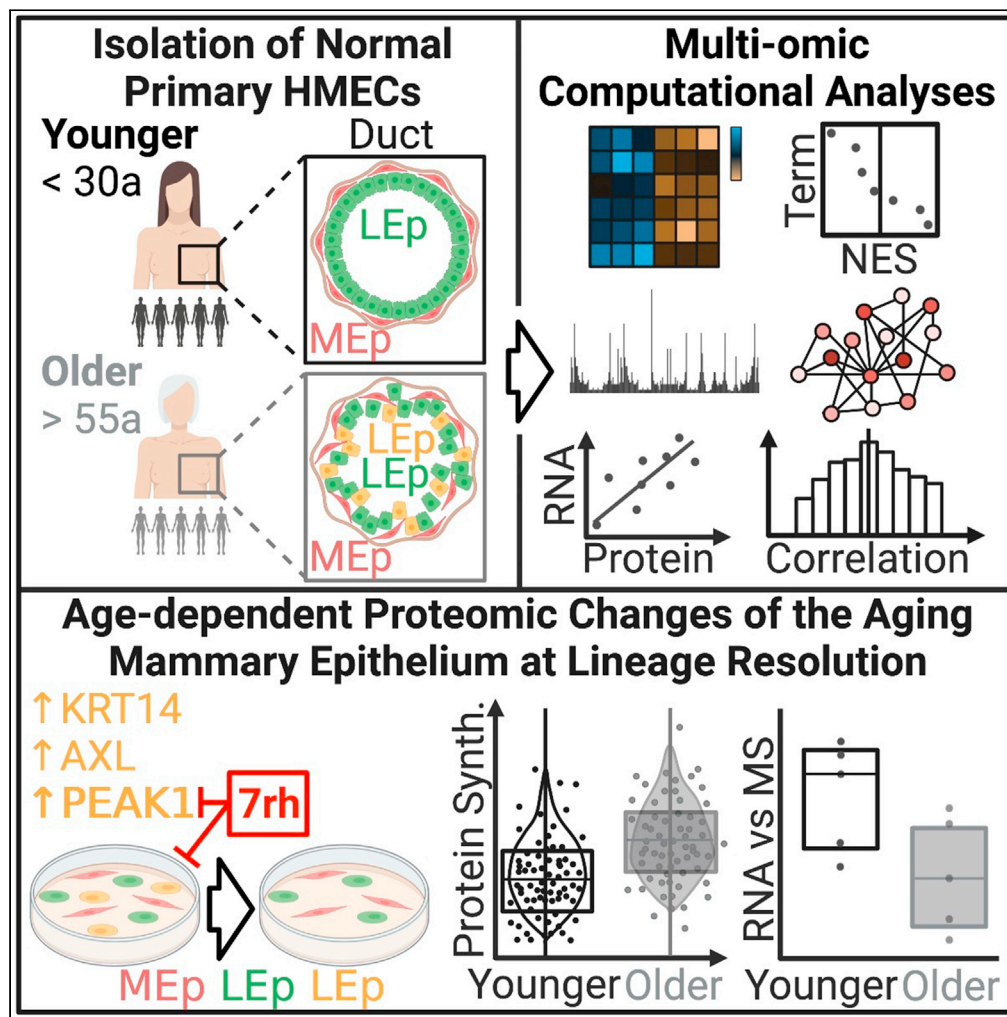 Isolation of Normal
Primary HMECs
Younger
< 30a
Duct
LEp
MEp
Older
> 55a
LEp
LEp
MEp
Multi-omic
Computational Analyses
Term
NES
RNA
Protein
Correlation
Age-dependent Proteomic Changes of the Aging
Mammary Epithelium at Lineage Resolution
↑KRT14
↑AXL
↑PEAK1
7rh
MEp LEp LEp
Protein Synth.
Younger Older
RNA vs MS
Younger Older